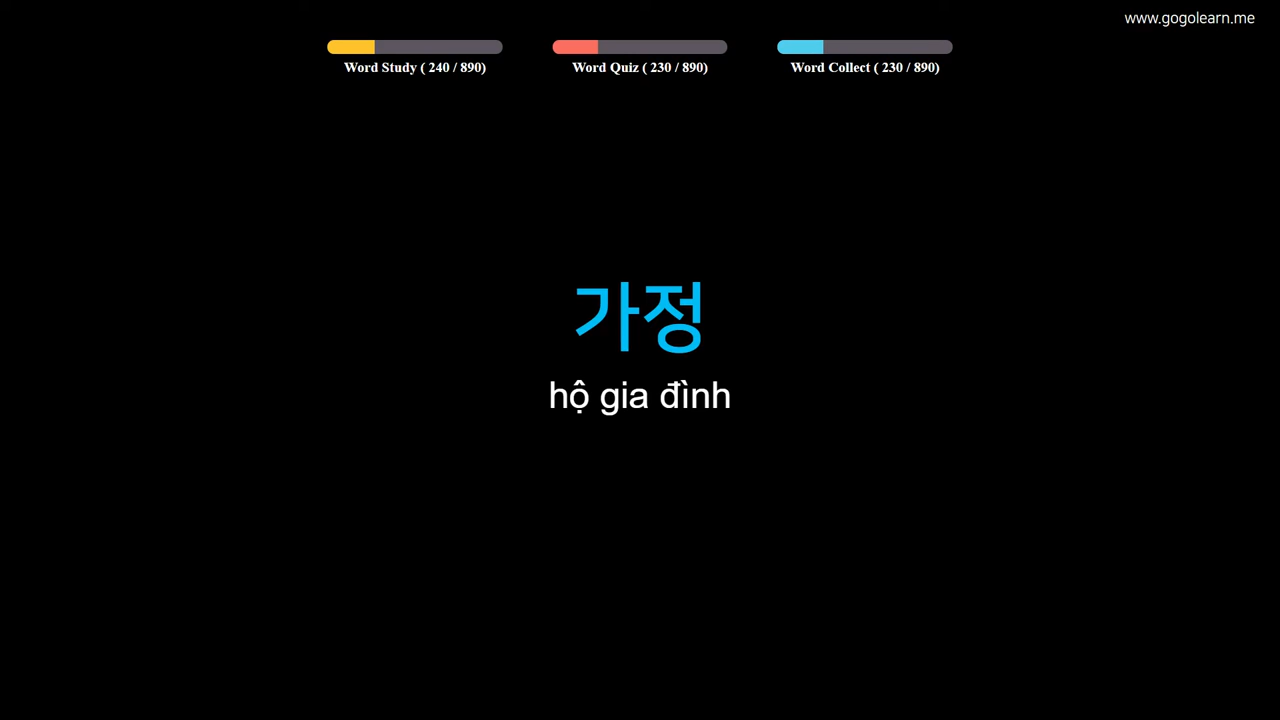 www.gogolearn.me
Word Study ( 240 / 890)
Word Quiz ( 230 / 890)
Word Collect ( 230 / 890)
가정
hộ gia đình